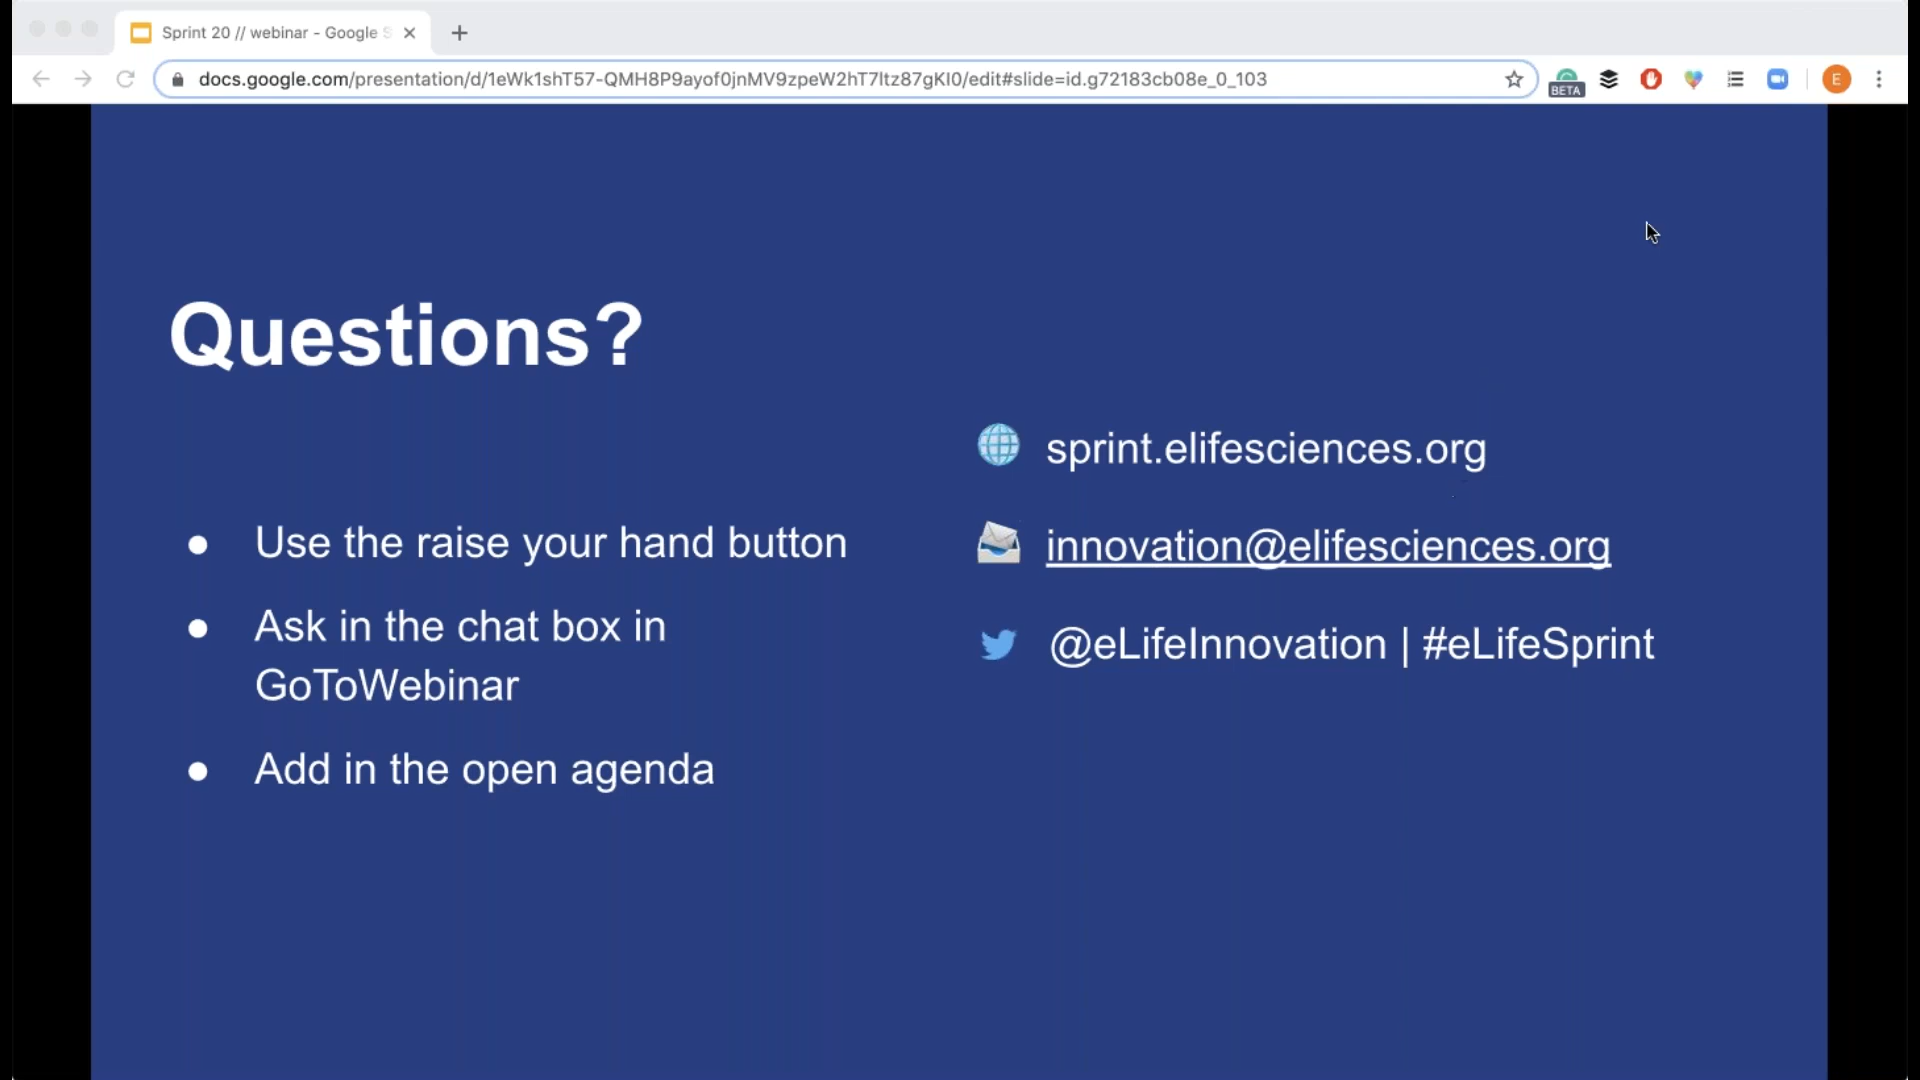 Sprint 20 // webinar - Google S
docs.google.com/presentation/d/1eWk1shT57-QMH8P9ayof0jnMV9zpeW2hT7ltz87gKI0/edit#slide=id.g72183cb08e_0_103
BETA
E
Questions?
● Use the raise your hand button
● Ask in the chat box in
GoToWebinar
● Add in the open agenda
sprint.elifesciences.org
innovation@elifesciences.org
@eLifeInnovation | #eLifeSprint